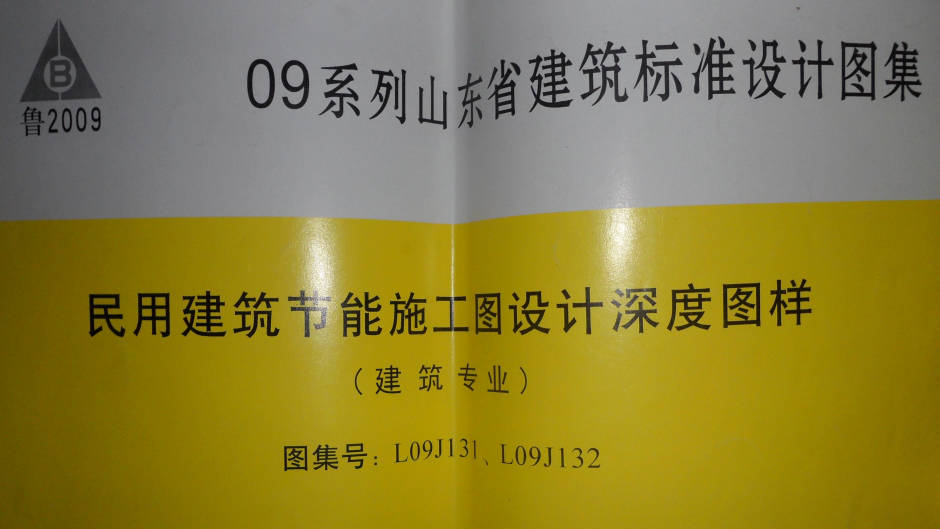 B
鲁2009
09系列山东省建筑标准设计图集
民用建筑节能施工图设计深度图样
(建筑专业)
图集号：L09J131、L09J132